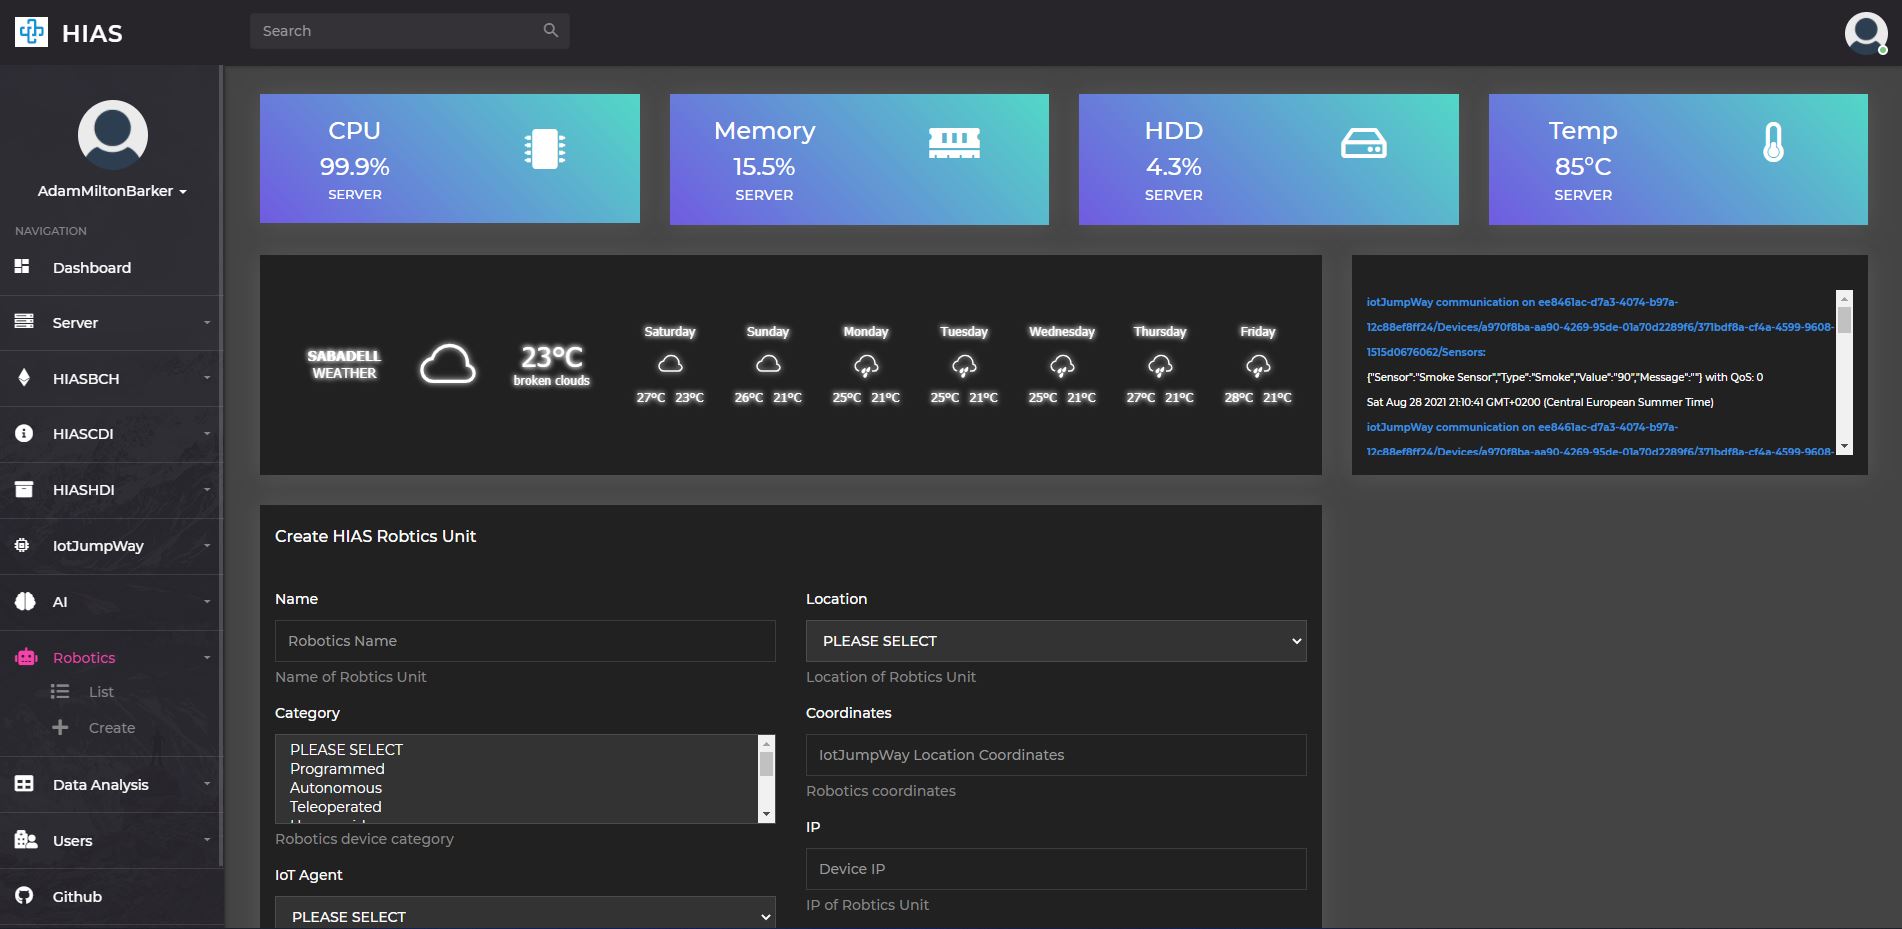 HIAS
Search
AdamMiltonBarker
NAVIGATION
Dashboard
Server
HIASBCH
HIASCDI
HIASHDI
IotJumpWay
AI
Robotics
List
Create
Data Analysis
Users
Github
CPU
99.9%
SERVER
Memory
15.5%
SERVER
HDD
4.3%
SERVER
Temp
85°C
SERVER
SABADELL
WEATHER
23°C
broken clouds
Saturday
27°C 23°C
Sunday
26°C 21°C
Monday
25°C 21°C
Tuesday
25°C 21°C
Wednesday
25°C 21°C
Thursday
27°C 21°C
Friday
28°C 21°C
iotJumpWay communication on ee8461ac-d7a3-4074-b97a-
12c88ef8ff24/Devices/a970f8ba-aa90-4269-95de-01a70d2289f6/371bdf8a-cf4a-4599-9608-
1515d0676062/Sensors:
{"Sensor":"Smoke Sensor","Type":"Smoke","Value":"90","Message":""} with QoS: 0
Sat Aug 28 2021 21:10:41 GMT+0200 (Central European Summer Time)
iotJumpWay communication on ee8461ac-d7a3-4074-b97a-
12c88ef8ff24/Devices/a970f8ba-aa90-4269-95de-01a70d2289f6/371bdf8a-cf4a-4599-9608-
Create HIAS Robtics Unit
Name
Robotics Name
Name of Robtics Unit
Category
PLEASE SELECT
Programmed
Autonomous
Teleoperated
Robotics device category
IoT Agent
PLEASE SELECT
Location
PLEASE SELECT
Location of Robtics Unit
Coordinates
IotJumpWay Location Coordinates
Robotics coordinates
IP
Device IP
IP of Robtics Unit